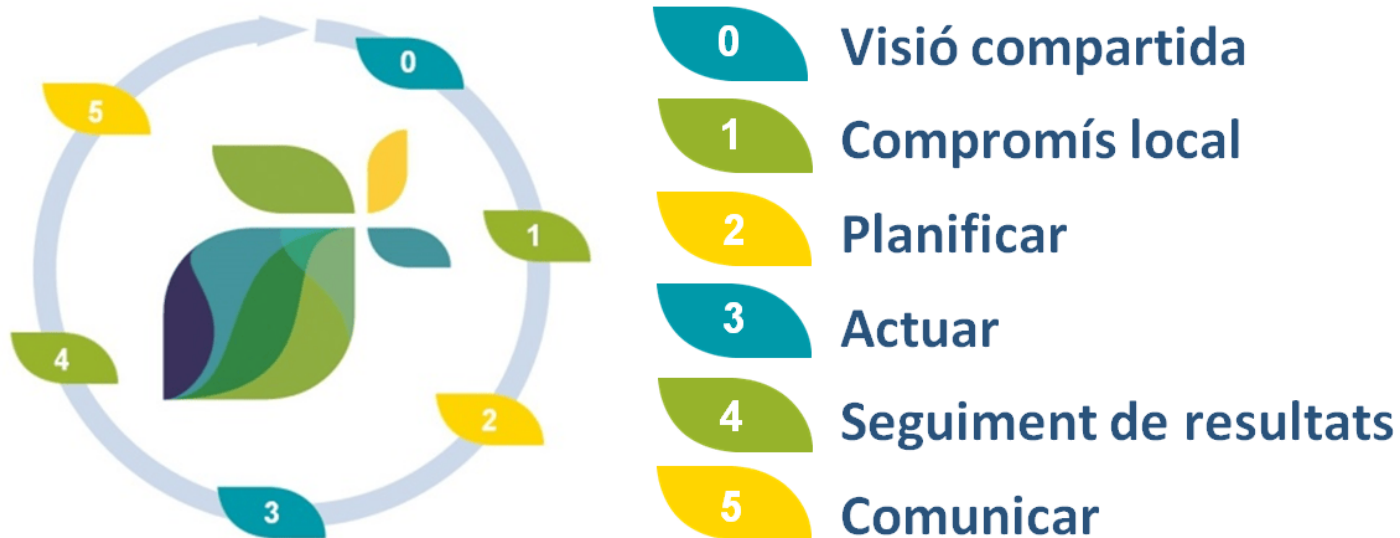 0
5
1
4
2
3
0 Visió compartida
1 Compromís local
2 Planificar
3 Actuar
4 Seguiment de resultats
5 Comunicar